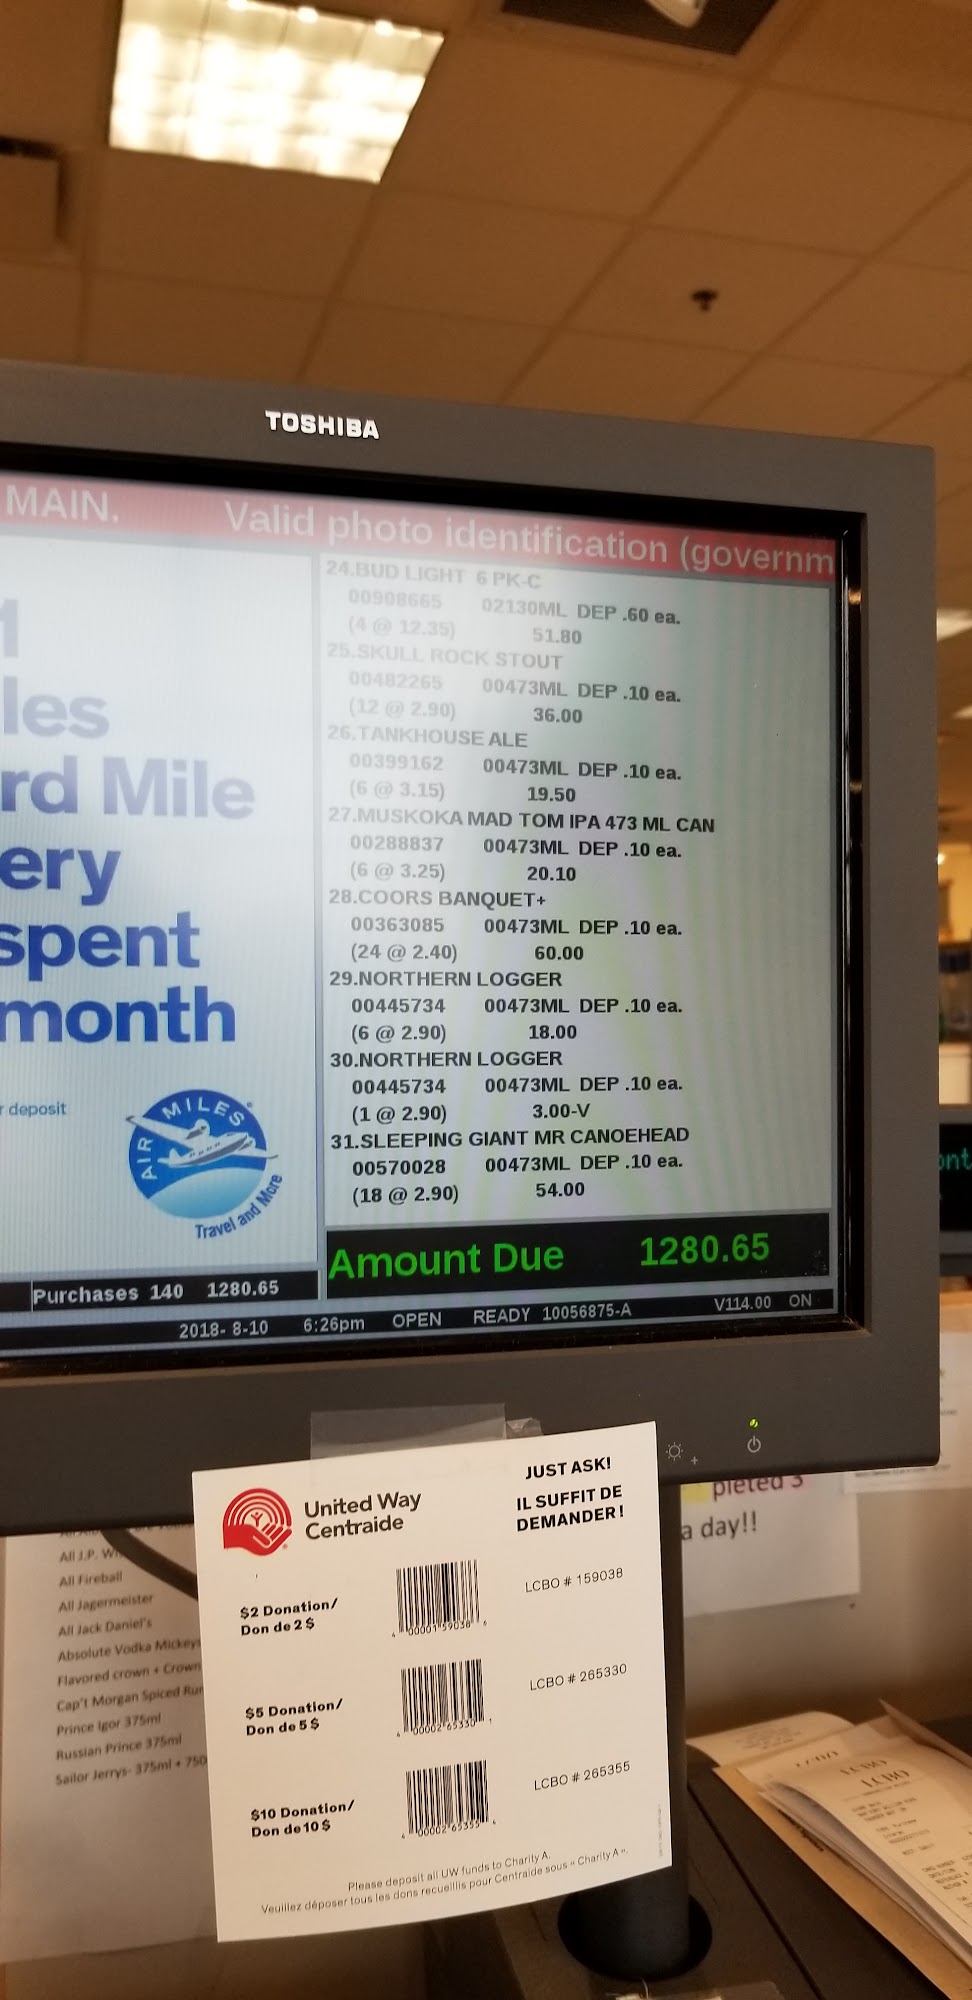 TOSHIBA
MAIN. Valid photo identification (governm
les
rd Mile
ery
spent
month
r deposit
AIR MILES
Travel and More
24.BUD LIGHT 6 PK-C
00908665 02130ML DEP .60 ea.
(4 @ 12.35) 51.80
25.SKULL ROCK STOUT
00482265 00473ML DEP .10 ea.
(12 @ 2.90) 36.00
26.TANKHOUSE ALE
00399162 00473ML DEP .10 ea.
(6 @ 3.15) 19.50
27.MUSKOKA MAD TOM IPA 473 ML CAN
00288837 00473ML DEP .10 ea.
(6 @ 3.25) 20.10
28.COORS BANQUET+
00363085 00473ML DEP .10 ea.
(24 @ 2.40) 60.00
29.NORTHERN LOGGER
00445734 00473ML DEP .10 ea.
(6 @ 2.90) 18.00
30.NORTHERN LOGGER
00445734 00473ML DEP .10 ea.
(1 @ 2.90) 3.00-V
31.SLEEPING GIANT MR CANOEHEAD
00570028 00473ML DEP .10 ea.
(18 @ 2.90) 54.00
Amount Due 1280.65
Purchases 140 1280.65
2018- 8-10 6:26pm OPEN READY 10056875-A V114.00 ON
pleted 3
a day!!
United Way
Centraide
JUST ASK!
IL SUFFIT DE
DEMANDER!
$2 Donation/
Don de 2 $
LCBO # 159038
$5 Donation/
Don de 5 $
LCBO # 265330
$10 Donation/
Don de 10 $
LCBO # 265355
Please deposit all UW funds to Charity A.
Veuillez déposer tous les dons recueillis pour Centraide sous « Charity A ».
All J.P. W
All Fireball
All Jagermeister
All Jack Daniel's
Absolute Vodka Mickeys
Flavored crown + Crown
Cap't Morgan Spiced Rum
Prince Igor 375ml
Russian Prince 375ml
Sailor Jerrys- 375ml + 750
LCBO